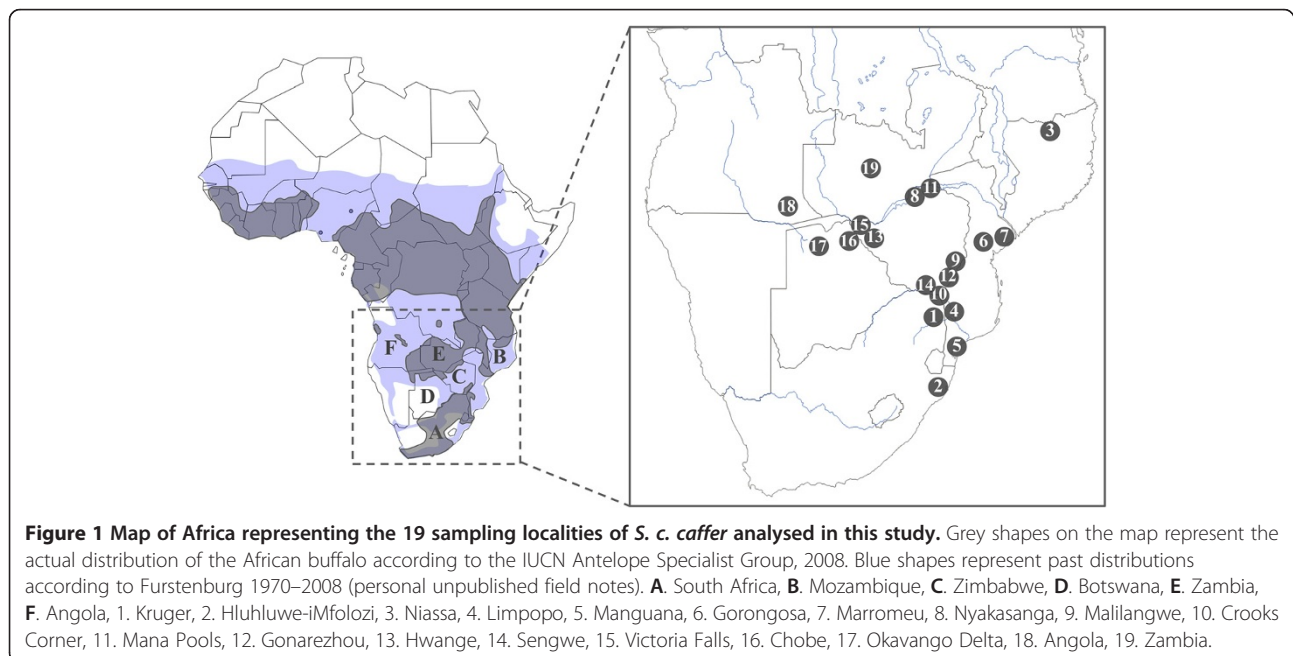 F
E
B
C
D
A
3
19
11
8
18
15
13
16
17
6
7
9
12
14
10
4
1
5
2
Figure 1 Map of Africa representing the 19 sampling localities of S. c. caffer analysed in this study. Grey shapes on the map represent the
actual distribution of the African buffalo according to the IUCN Antelope Specialist Group, 2008. Blue shapes represent past distributions
according to Furstenburg 1970–2008 (personal unpublished field notes). A. South Africa, B. Mozambique, C. Zimbabwe, D. Botswana, E. Zambia,
F. Angola, 1. Kruger, 2. Hluhluwe-iMfolozi, 3. Niassa, 4. Limpopo, 5. Manguana, 6. Gorongosa, 7. Marromeu, 8. Nyakasanga, 9. Malilangwe, 10. Crooks
Corner, 11. Mana Pools, 12. Gonarezhou, 13. Hwange, 14. Sengwe, 15. Victoria Falls, 16. Chobe, 17. Okavango Delta, 18. Angola, 19. Zambia.